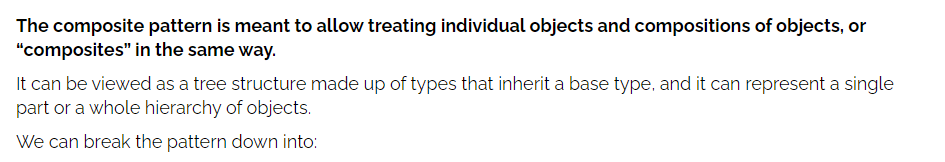 The composite pattern is meant to allow treating individual objects and compositions of objects, or
“composites” in the same way.
It can be viewed as a tree structure made up of types that inherit a base type, and it can represent a single
part or a whole hierarchy of objects.
We can break the pattern down into: